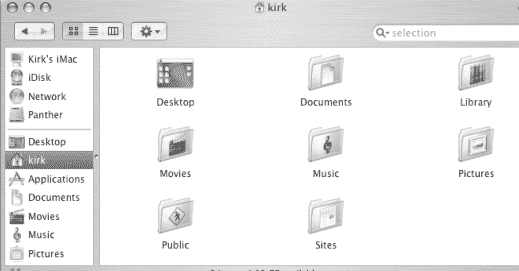 kirk
selection
Kirk's iMac
iDisk
Network
Panther
Desktop
kirk
Applications
Documents
Movies
Music
Pictures
Desktop
Documents
Library
Movies
Music
Pictures
Public
Sites